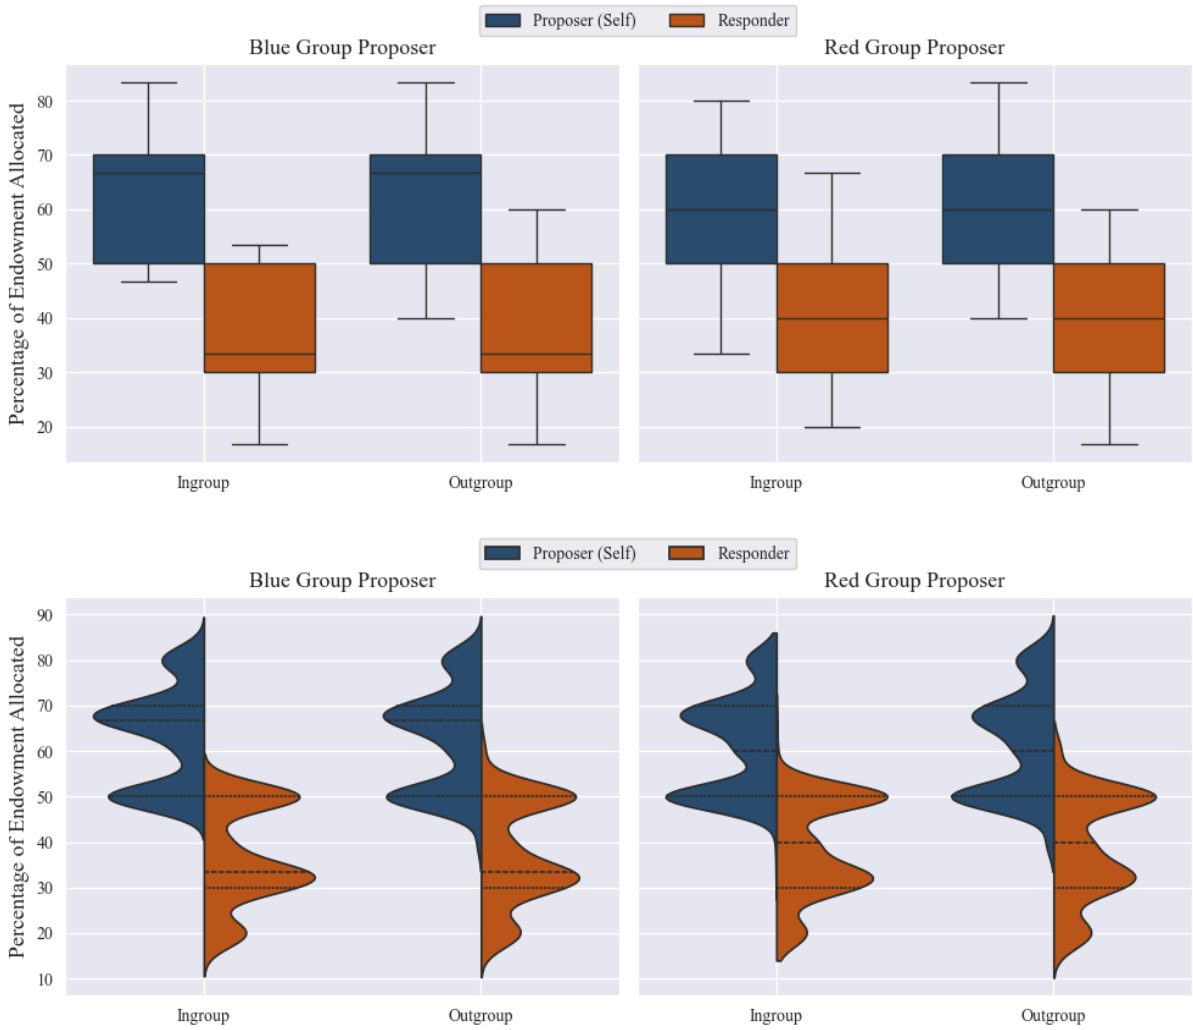 Proposer (Self) Responder
Blue Group Proposer Red Group Proposer
Percentage of Endowment Allocated
80
70
60
50
40
30
20
Ingroup Outgroup Ingroup Outgroup
Proposer (Self) Responder
Blue Group Proposer Red Group Proposer
Percentage of Endowment Allocated
90
80
70
60
50
40
30
20
10
Ingroup Outgroup Ingroup Outgroup